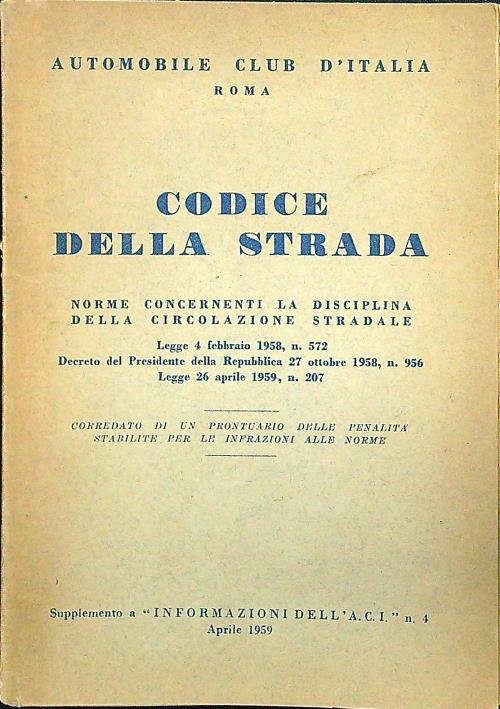 AUTOMOBILE CLUB D'ITALIA
ROMA
CODICE
DELLA STRADA
NORME CONCERNENTI LA DISCIPLINA
DELLA CIRCOLAZIONE STRADALE
Legge 4 febbraio 1958, n. 572
Decreto del Presidente della Repubblica 27 ottobre 1958, n. 956
Legge 26 aprile 1959, n. 207
CORREDATO DI UN PRONTUARIO DELLE PENALITA'
STABILITE PER LE INFRAZIONI ALLE NORME
Supplemento a "INFORMAZIONI DELL'A.C.I." n. 4
Aprile 1959